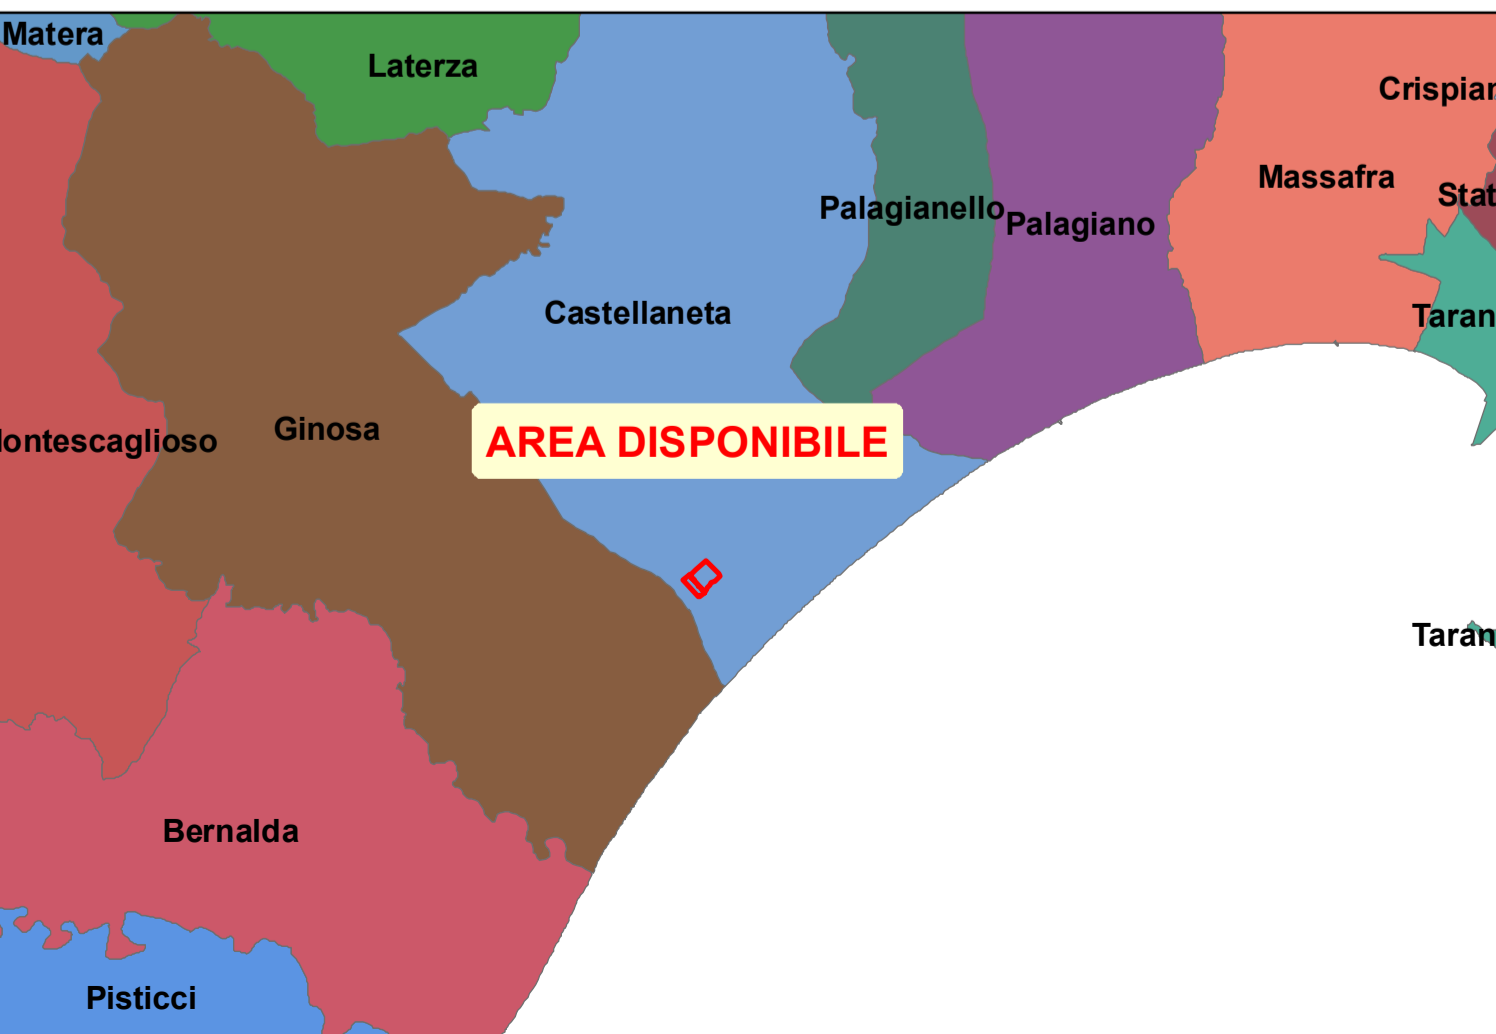 Matera
Laterza
Crispian
Massafra
Stat
Palagianello
Palagiano
Castellaneta
Taran
Ginosa
ontescaglioso
AREA DISPONIBILE
Taran
Bernalda
Pisticci